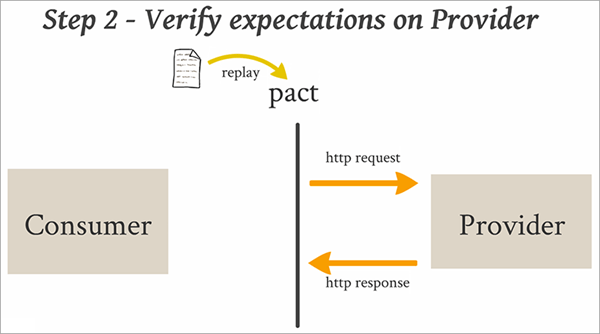 Step 2 - Verify expectations on Provider
replay
pact
http request
Consumer
Provider
http response